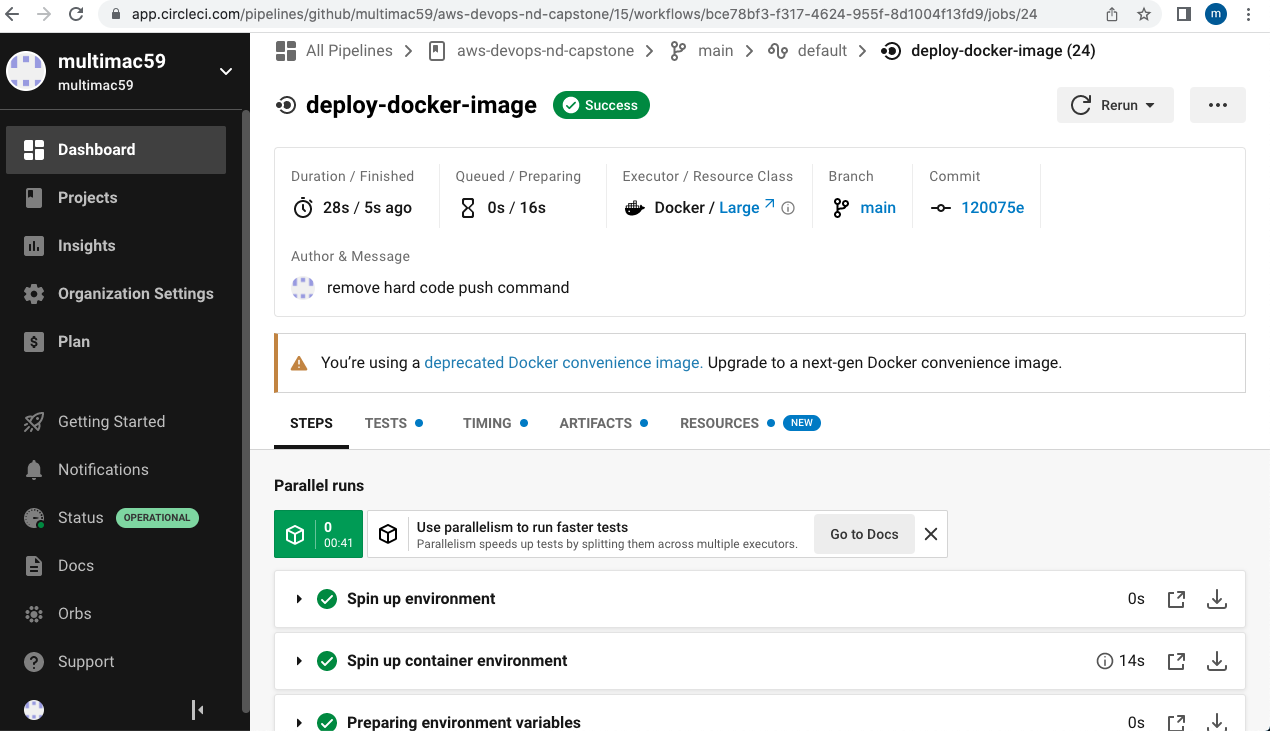 app.circleci.com/pipelines/github/multimac59/aws-devops-nd-capstone/15/workflows/bce78bf3-f317-4624-955f-8d1004f13fd9/jobs/24
m
multimac59
multimac59
Dashboard
Projects
Insights
Organization Settings
$ Plan
Getting Started
Notifications
Status OPERATIONAL
Docs
Orbs
? Support
All Pipelines aws-devops-nd-capstone main default deploy-docker-image (24)
deploy-docker-image Success Rerun
Duration / Finished Queued / Preparing Executor / Resource Class Branch Commit
28s / 5s ago 0s / 16s Docker / Large main 120075e
Author & Message
remove hard code push command
You’re using a deprecated Docker convenience image. Upgrade to a next-gen Docker convenience image.
STEPS TESTS TIMING ARTIFACTS RESOURCES NEW
Parallel runs
0
00:41
Use parallelism to run faster tests
Parallelism speeds up tests by splitting them across multiple executors.
Go to Docs
Spin up environment 0s
Spin up container environment 14s
Preparing environment variables 0s